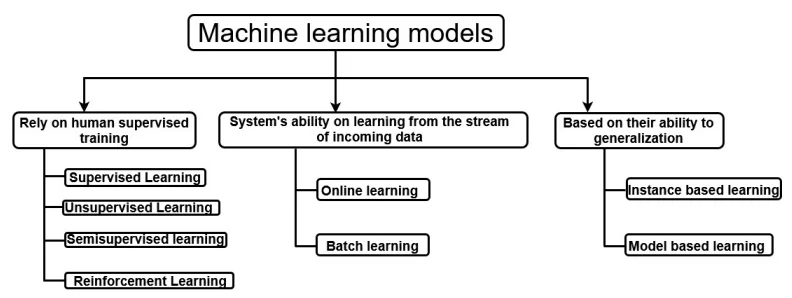 Machine learning models
Rely on human supervised
training
Supervised Learning
Unsupervised Learning
Semisupervised learning
Reinforcement Learning
System's ability on learning from the stream
of incoming data
Online learning
Batch learning
Based on their ability to
generalization
Instance based learning
Model based learning